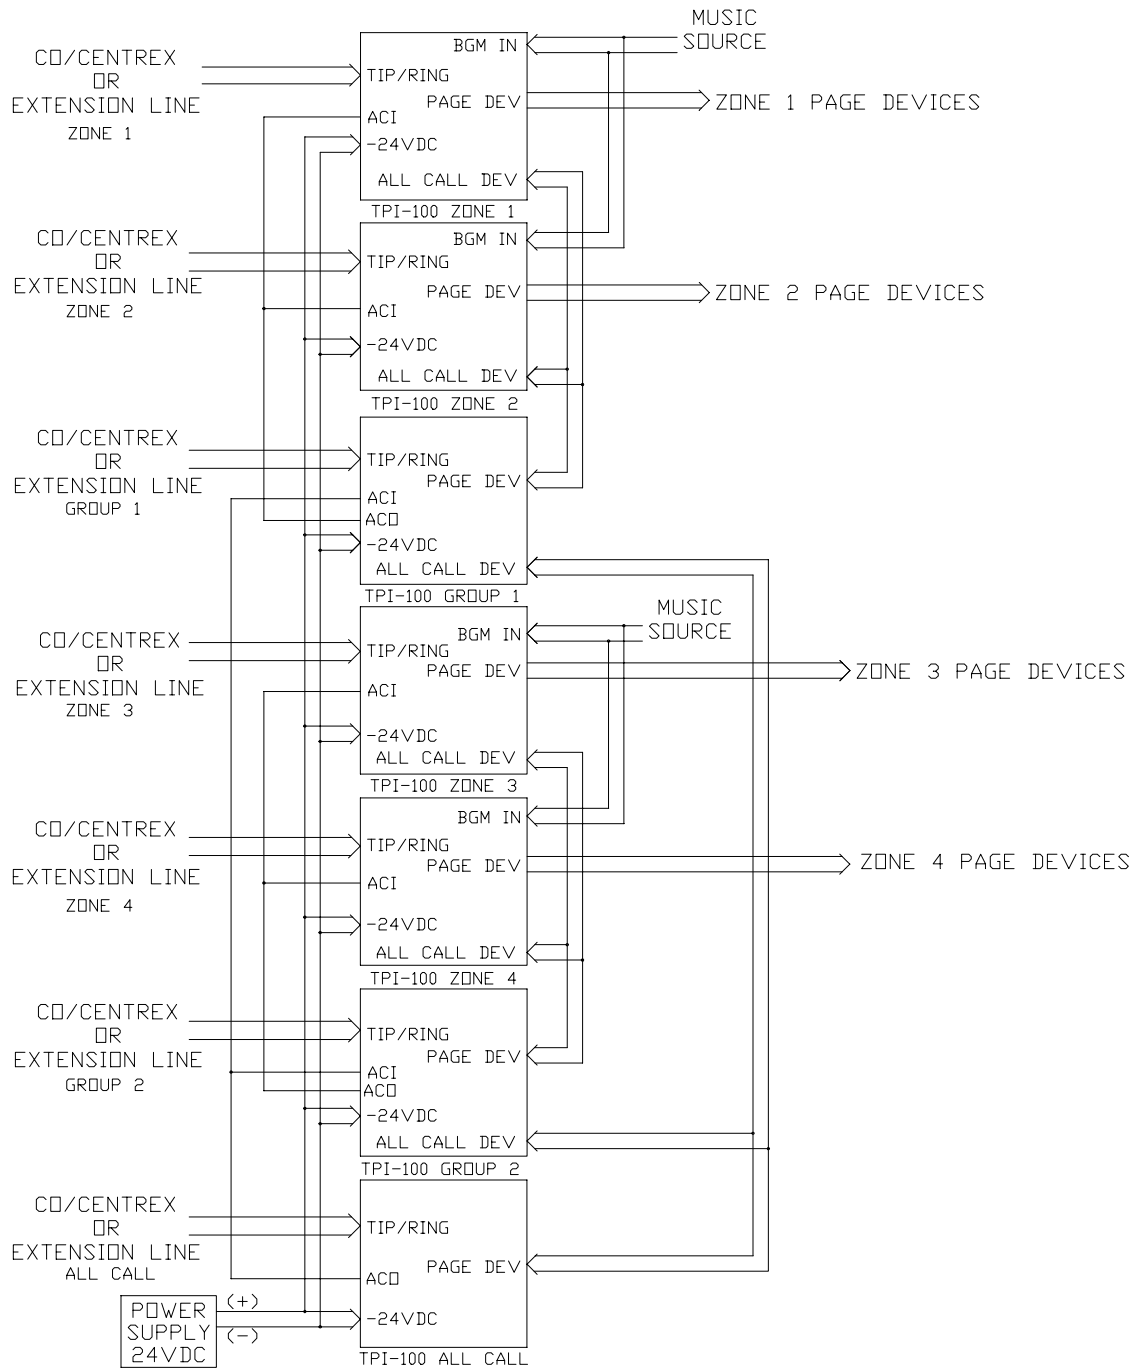 MUSIC
SOURCE
CO/CENTREX
OR
EXTENSION LINE
ZONE 1
BGM IN
TIP/RING
PAGE DEV
ACI
-24VDC
ALL CALL DEV
TPI-100 ZONE 1
ZONE 1 PAGE DEVICES
CO/CENTREX
OR
EXTENSION LINE
ZONE 2
BGM IN
TIP/RING
PAGE DEV
ACI
-24VDC
ALL CALL DEV
TPI-100 ZONE 2
ZONE 2 PAGE DEVICES
CO/CENTREX
OR
EXTENSION LINE
GROUP 1
TIP/RING
PAGE DEV
ACI
ACO
-24VDC
ALL CALL DEV
TPI-100 GROUP 1
MUSIC
SOURCE
CO/CENTREX
OR
EXTENSION LINE
ZONE 3
BGM IN
TIP/RING
PAGE DEV
ACI
-24VDC
ALL CALL DEV
TPI-100 ZONE 3
ZONE 3 PAGE DEVICES
CO/CENTREX
OR
EXTENSION LINE
ZONE 4
BGM IN
TIP/RING
PAGE DEV
ACI
-24VDC
ALL CALL DEV
TPI-100 ZONE 4
ZONE 4 PAGE DEVICES
CO/CENTREX
OR
EXTENSION LINE
GROUP 2
TIP/RING
PAGE DEV
ACI
ACO
-24VDC
ALL CALL DEV
TPI-100 GROUP 2
CO/CENTREX
OR
EXTENSION LINE
ALL CALL
TIP/RING
PAGE DEV
ACO
-24VDC
TPI-100 ALL CALL
POWER
SUPPLY
24VDC
(+)
(-)